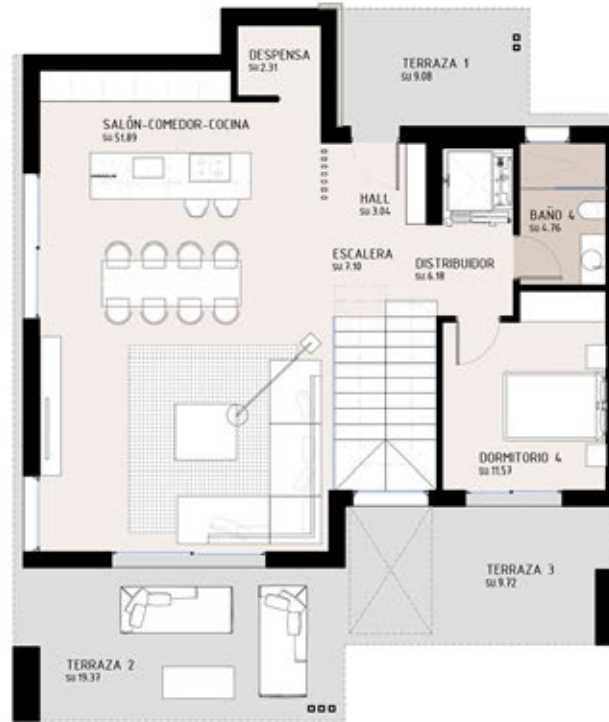 DESPENSA
su 2.31
TERRAZA 1
su 9.08
SALÓN-COMEDOR-COCINA
su 51.89
HALL
su 3.04
BAÑO 4
su 4.76
ESCALERA
su 7.10
DISTRIBUIDOR
su 6.18
DORMITORIO 4
su 11.57
TERRAZA 3
su 9.72
TERRAZA 2
su 19.37